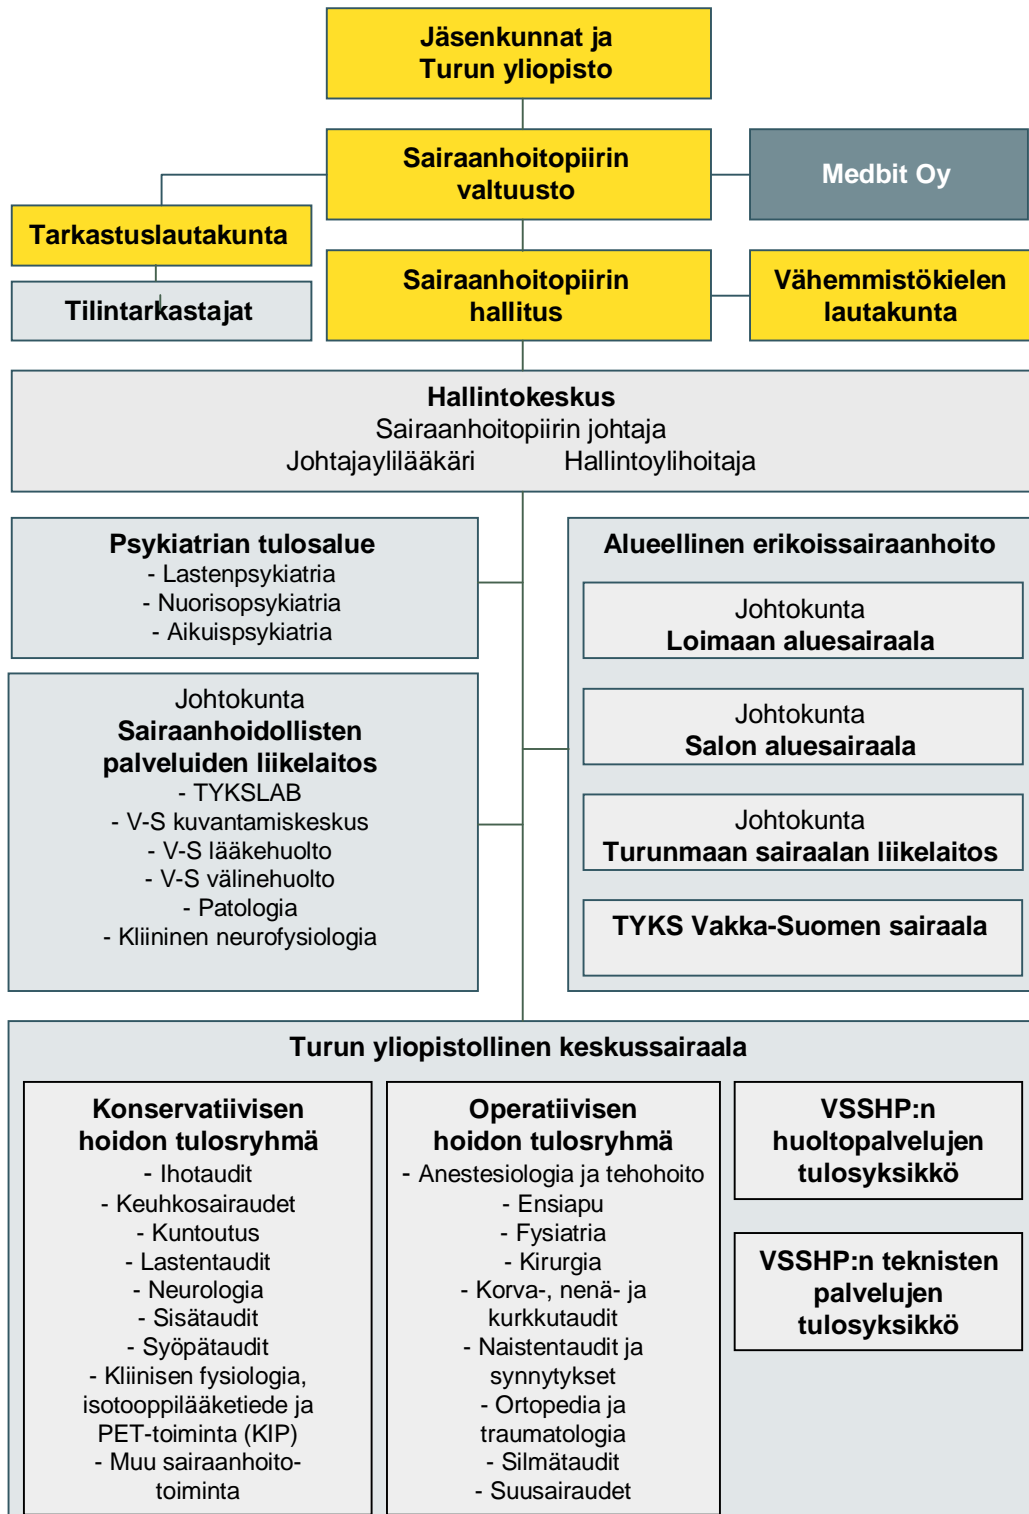 Jäsenkunnat ja
Turun yliopisto
Sairaanhoitopiirin
valtuusto
Medbit Oy
Tarkastuslautakunta
Tilintarkastajat
Sairaanhoitopiirin
hallitus
Vähemmistökielen
lautakunta
Hallintokeskus
Sairaanhoitopiirin johtaja
Johtajaylilääkäri Hallintoylihoitaja
Psykiatrian tulosalue
- Lastenpsykiatria
- Nuorisopsykiatria
- Aikuispsykiatria
Johtokunta
Sairaanhoidollisten
palveluiden liikelaitos
- TYKSLAB
- V-S kuvantamiskeskus
- V-S lääkehuolto
- V-S välinehuolto
- Patologia
- Kliininen neurofysiologia
Alueellinen erikoissairaanhoito
Johtokunta
Loimaan aluesairaala
Johtokunta
Salon aluesairaala
Johtokunta
Turunmaan sairaalan liikelaitos
TYKS Vakka-Suomen sairaala
Turun yliopistollinen keskussairaala
Konservatiivisen
hoidon tulosryhmä
- Ihotaudit
- Keuhkosairaudet
- Kuntoutus
- Lastentaudit
- Neurologia
- Sisätaudit
- Syöpätaudit
- Kliinisen fysiologia,
isotooppilääketiede ja
PET-toiminta (KIP)
- Muu sairaanhoito-
toiminta
Operatiivisen
hoidon tulosryhmä
- Anestesiologia ja tehohoito
- Ensiapu
- Fysiatria
- Kirurgia
- Korva-, nenä- ja
kurkkutaudit
- Naistentaudit ja
synnytykset
- Ortopedia ja
traumatologia
- Silmätaudit
- Suusairaudet
VSSHP:n
huoltopalvelujen
tulosyksikkö
VSSHP:n teknisten
palvelujen
tulosyksikkö